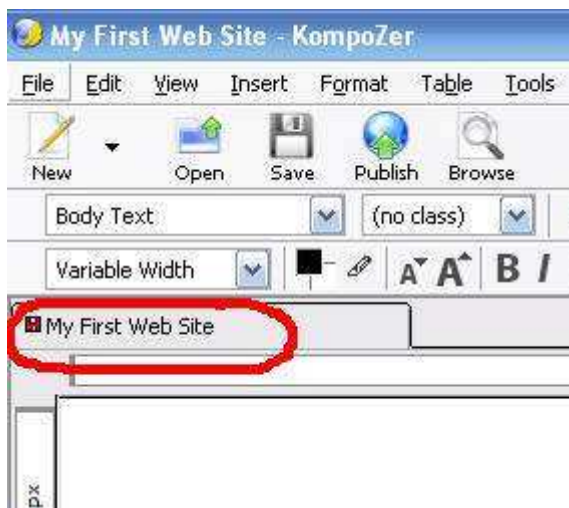 My First Web Site - KompoZer
File Edit View Insert Format Table Tools
New Open Save Publish Browse
Body Text (no class)
Variable Width A A B I
My First Web Site
px